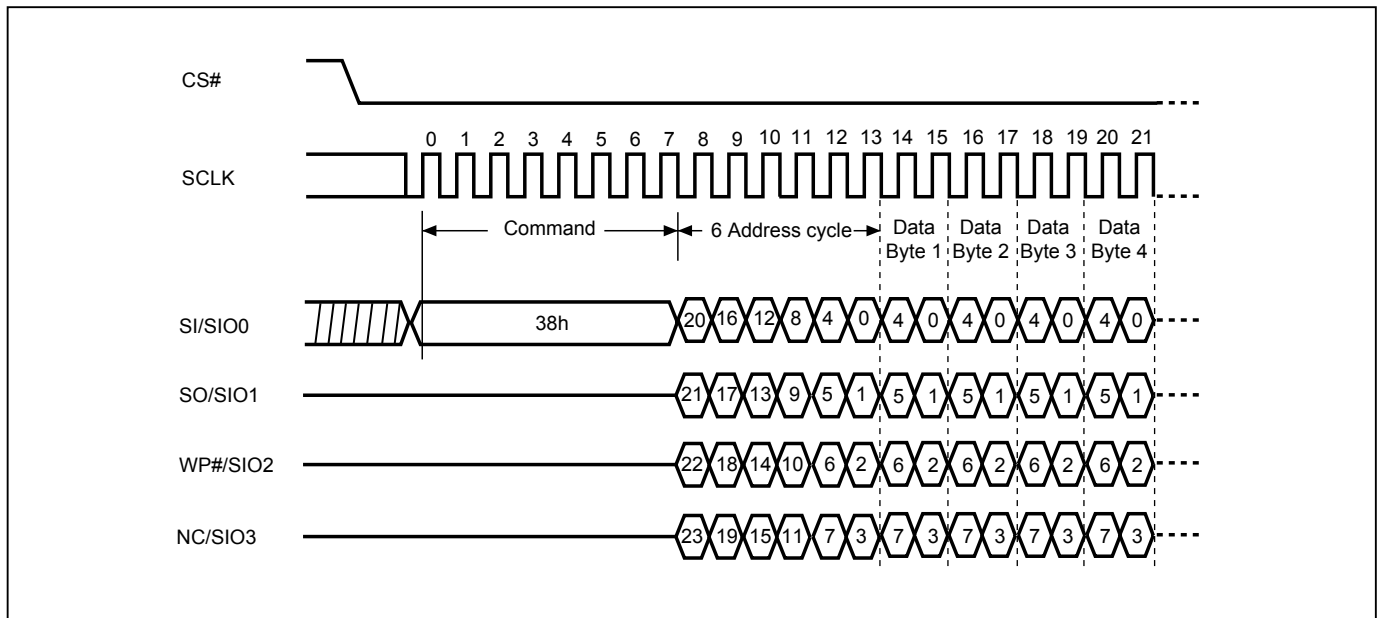 CS#
0 1 2 3 4 5 6 7 8 9 10 11 12 13 14 15 16 17 18 19 20 21
SCLK
Command 6 Address cycle Data Data Data Data
Byte 1 Byte 2 Byte 3 Byte 4
SI/SIO0 38h 20 16 12 8 4 0 4 0 4 0 4 0 4 0
SO/SIO1 21 17 13 9 5 1 5 1 5 1 5 1 5 1
WP#/SIO2 22 18 14 10 6 2 6 2 6 2 6 2 6 2
NC/SIO3 23 19 15 11 7 3 7 3 7 3 7 3 7 3